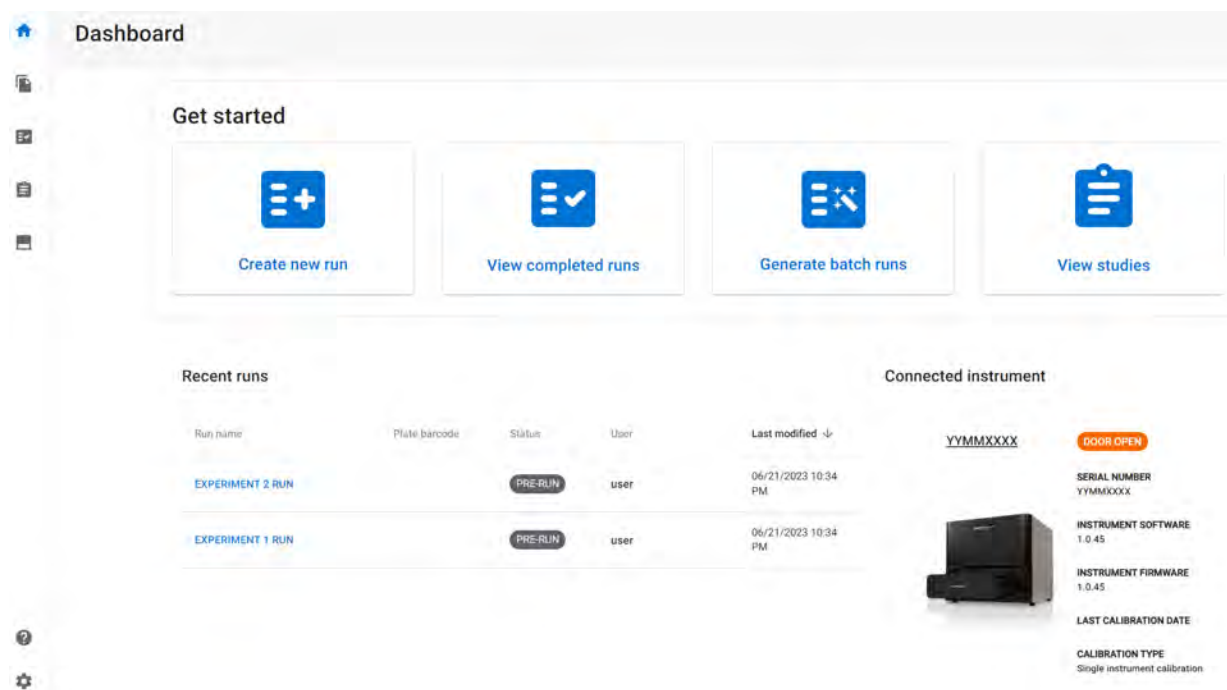 Dashboard
Get started
Create new run
View completed runs
Generate batch runs
View studies
Recent runs
Run name Plate barcode Status User Last modified
EXPERIMENT 2 RUN PRE-RUN user 06/21/2023 10:34
PM
EXPERIMENT 1 RUN PRE-RUN user 06/21/2023 10:34
PM
Connected instrument
YYMMXXXX
DOOR OPEN
SERIAL NUMBER
YYMMXXXX
INSTRUMENT SOFTWARE
1.0.45
INSTRUMENT FIRMWARE
1.0.45
LAST CALIBRATION DATE
CALIBRATION TYPE
Single instrument calibration